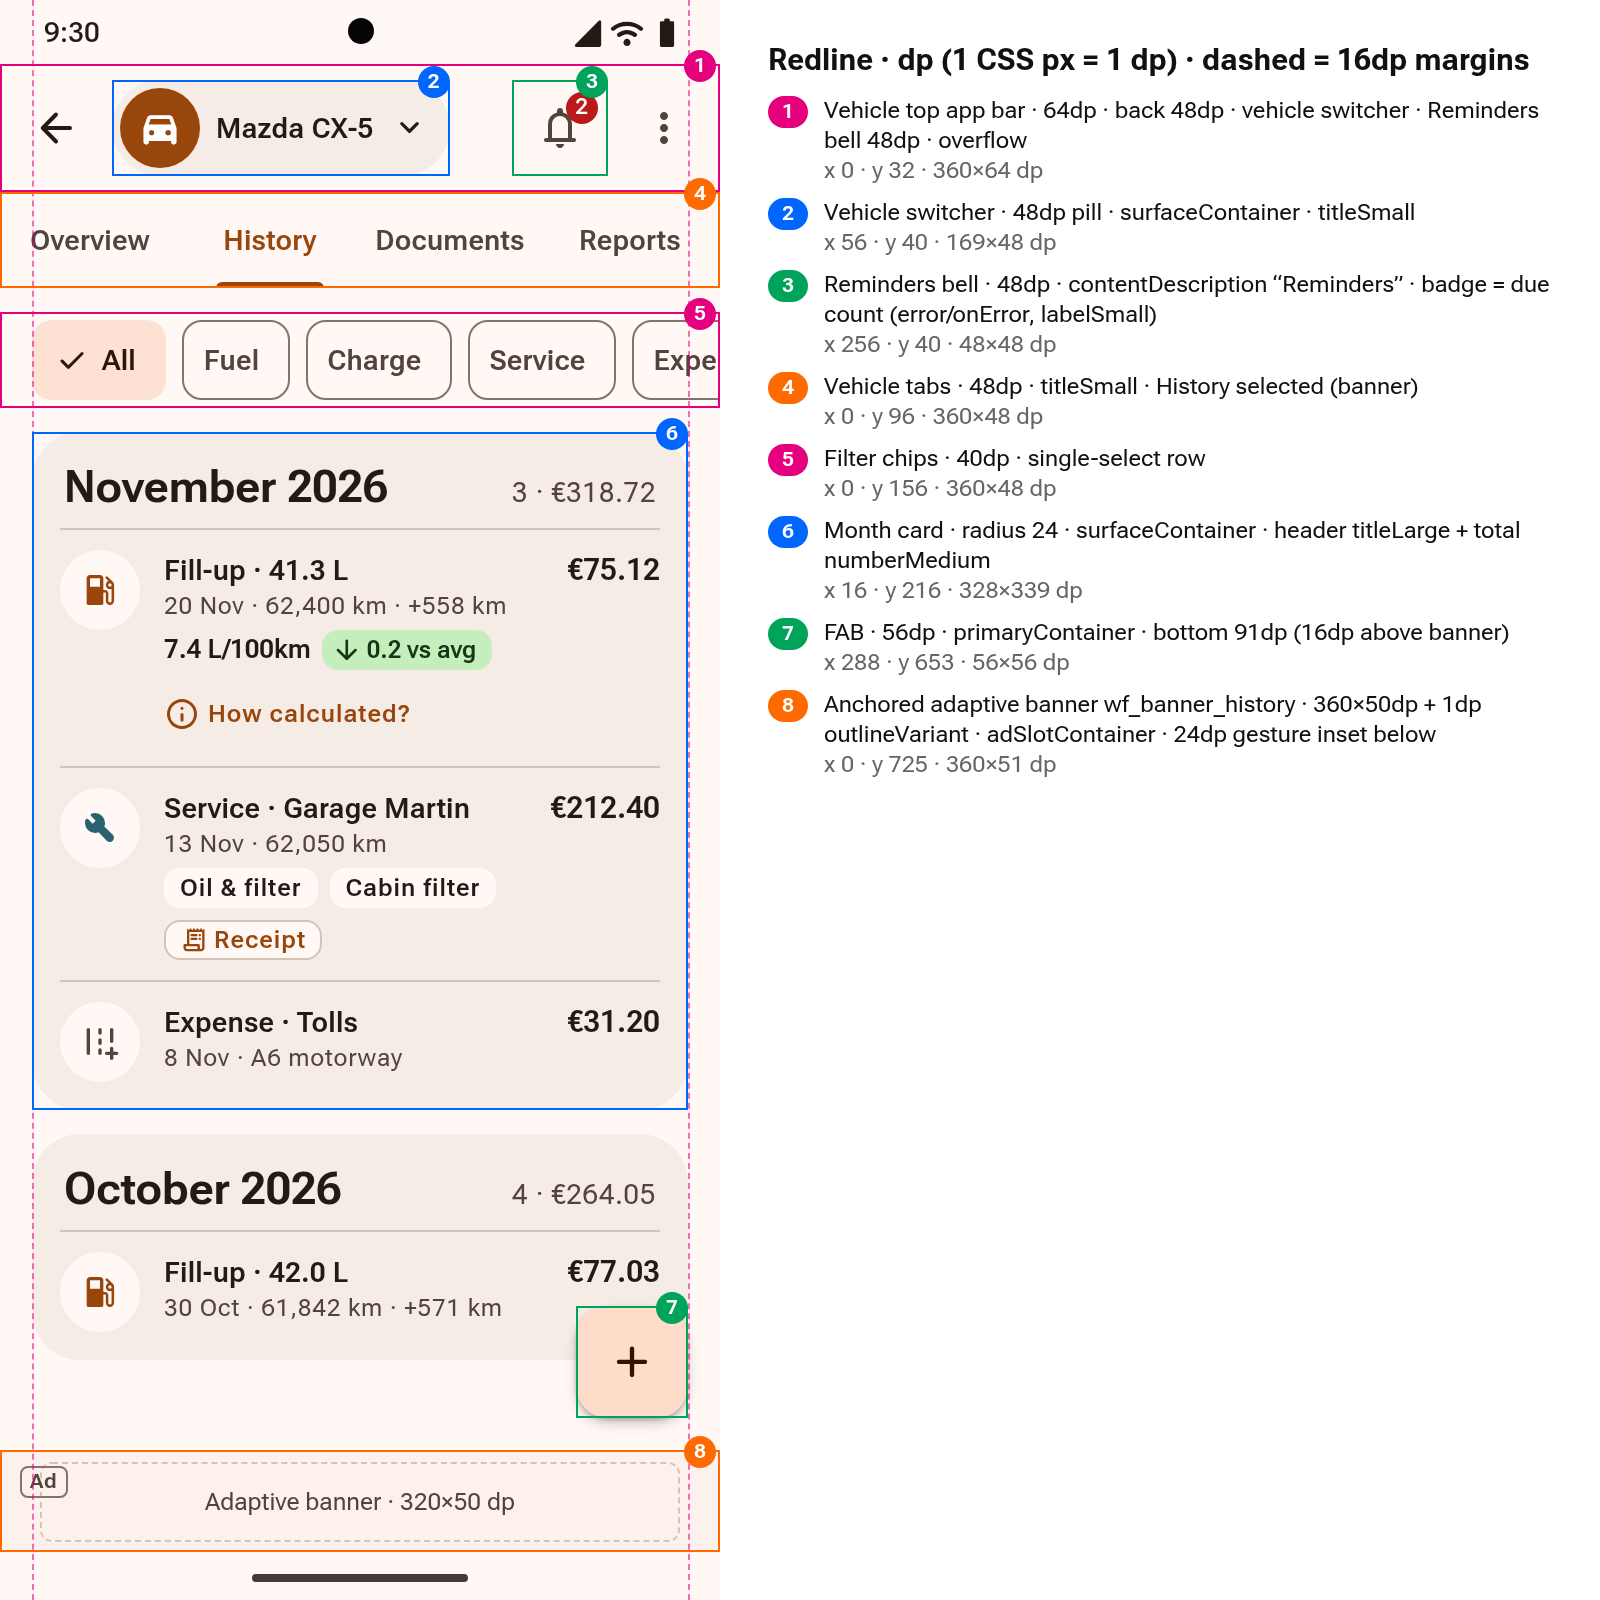 9:30
1
2
3
2
Mazda CX-5
4
Overview
History
Documents
Reports
5
All
Fuel
Charge
Service
Expe
6
November 2026
3 · €318.72
Fill-up · 41.3 L
€75.12
20 Nov · 62,400 km · +558 km
7.4 L/100km
0.2 vs avg
How calculated?
Service · Garage Martin
€212.40
13 Nov · 62,050 km
Oil & filter
Cabin filter
Receipt
Expense · Tolls
€31.20
8 Nov · A6 motorway
October 2026
4 · €264.05
Fill-up · 42.0 L
€77.03
30 Oct · 61,842 km · +571 km
7
8
Ad
Adaptive banner · 320×50 dp
Redline · dp (1 CSS px = 1 dp) · dashed = 16dp margins
1
Vehicle top app bar · 64dp · back 48dp · vehicle switcher · Reminders
bell 48dp · overflow
x 0 · y 32 · 360×64 dp
2
Vehicle switcher · 48dp pill · surfaceContainer · titleSmall
x 56 · y 40 · 169×48 dp
3
Reminders bell · 48dp · contentDescription “Reminders” · badge = due
count (error/onError, labelSmall)
x 256 · y 40 · 48×48 dp
4
Vehicle tabs · 48dp · titleSmall · History selected (banner)
x 0 · y 96 · 360×48 dp
5
Filter chips · 40dp · single-select row
x 0 · y 156 · 360×48 dp
6
Month card · radius 24 · surfaceContainer · header titleLarge + total
numberMedium
x 16 · y 216 · 328×339 dp
7
FAB · 56dp · primaryContainer · bottom 91dp (16dp above banner)
x 288 · y 653 · 56×56 dp
8
Anchored adaptive banner wf_banner_history · 360×50dp + 1dp
outlineVariant · adSlotContainer · 24dp gesture inset below
x 0 · y 725 · 360×51 dp